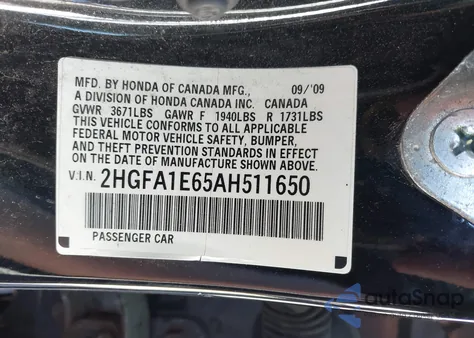 MFD. BY HONDA OF CANADA MFG., 09/'09
A DIVISION OF HONDA CANADA INC. CANADA
GVWR 3671LBS GAWR F 1940LBS R 1731LBS
THIS VEHICLE CONFORMS TO ALL APPLICABLE
FEDERAL MOTOR VEHICLE SAFETY, BUMPER,
AND THEFT PREVENTION STANDARDS IN EFFECT
ON THE DATE OF MANUFACTURE SHOWN ABOVE.
V.I.N. 2HGFA1E65AH511650
PASSENGER CAR
autoSnap